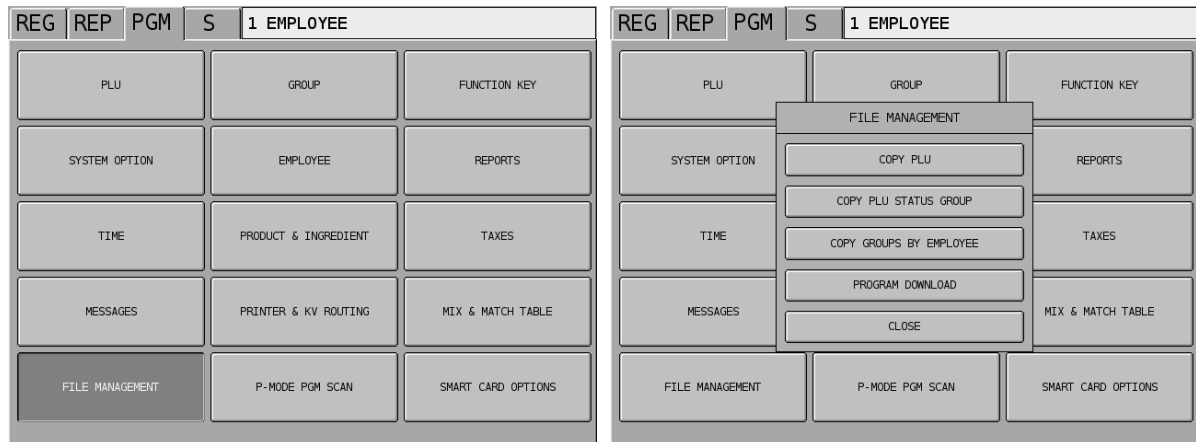 REG REP PGM S 1 EMPLOYEE
PLU GROUP FUNCTION KEY
SYSTEM OPTION EMPLOYEE REPORTS
TIME PRODUCT & INGREDIENT TAXES
MESSAGES PRINTER & KV ROUTING MIX & MATCH TABLE
FILE MANAGEMENT P-MODE PGM SCAN SMART CARD OPTIONS
REG REP PGM S 1 EMPLOYEE
PLU GROUP FUNCTION KEY
FILE MANAGEMENT
SYSTEM OPTION COPY PLU REPORTS
COPY PLU STATUS GROUP
TIME COPY GROUPS BY EMPLOYEE TAXES
PROGRAM DOWNLOAD
MESSAGES CLOSE MIX & MATCH TABLE
FILE MANAGEMENT P-MODE PGM SCAN SMART CARD OPTIONS